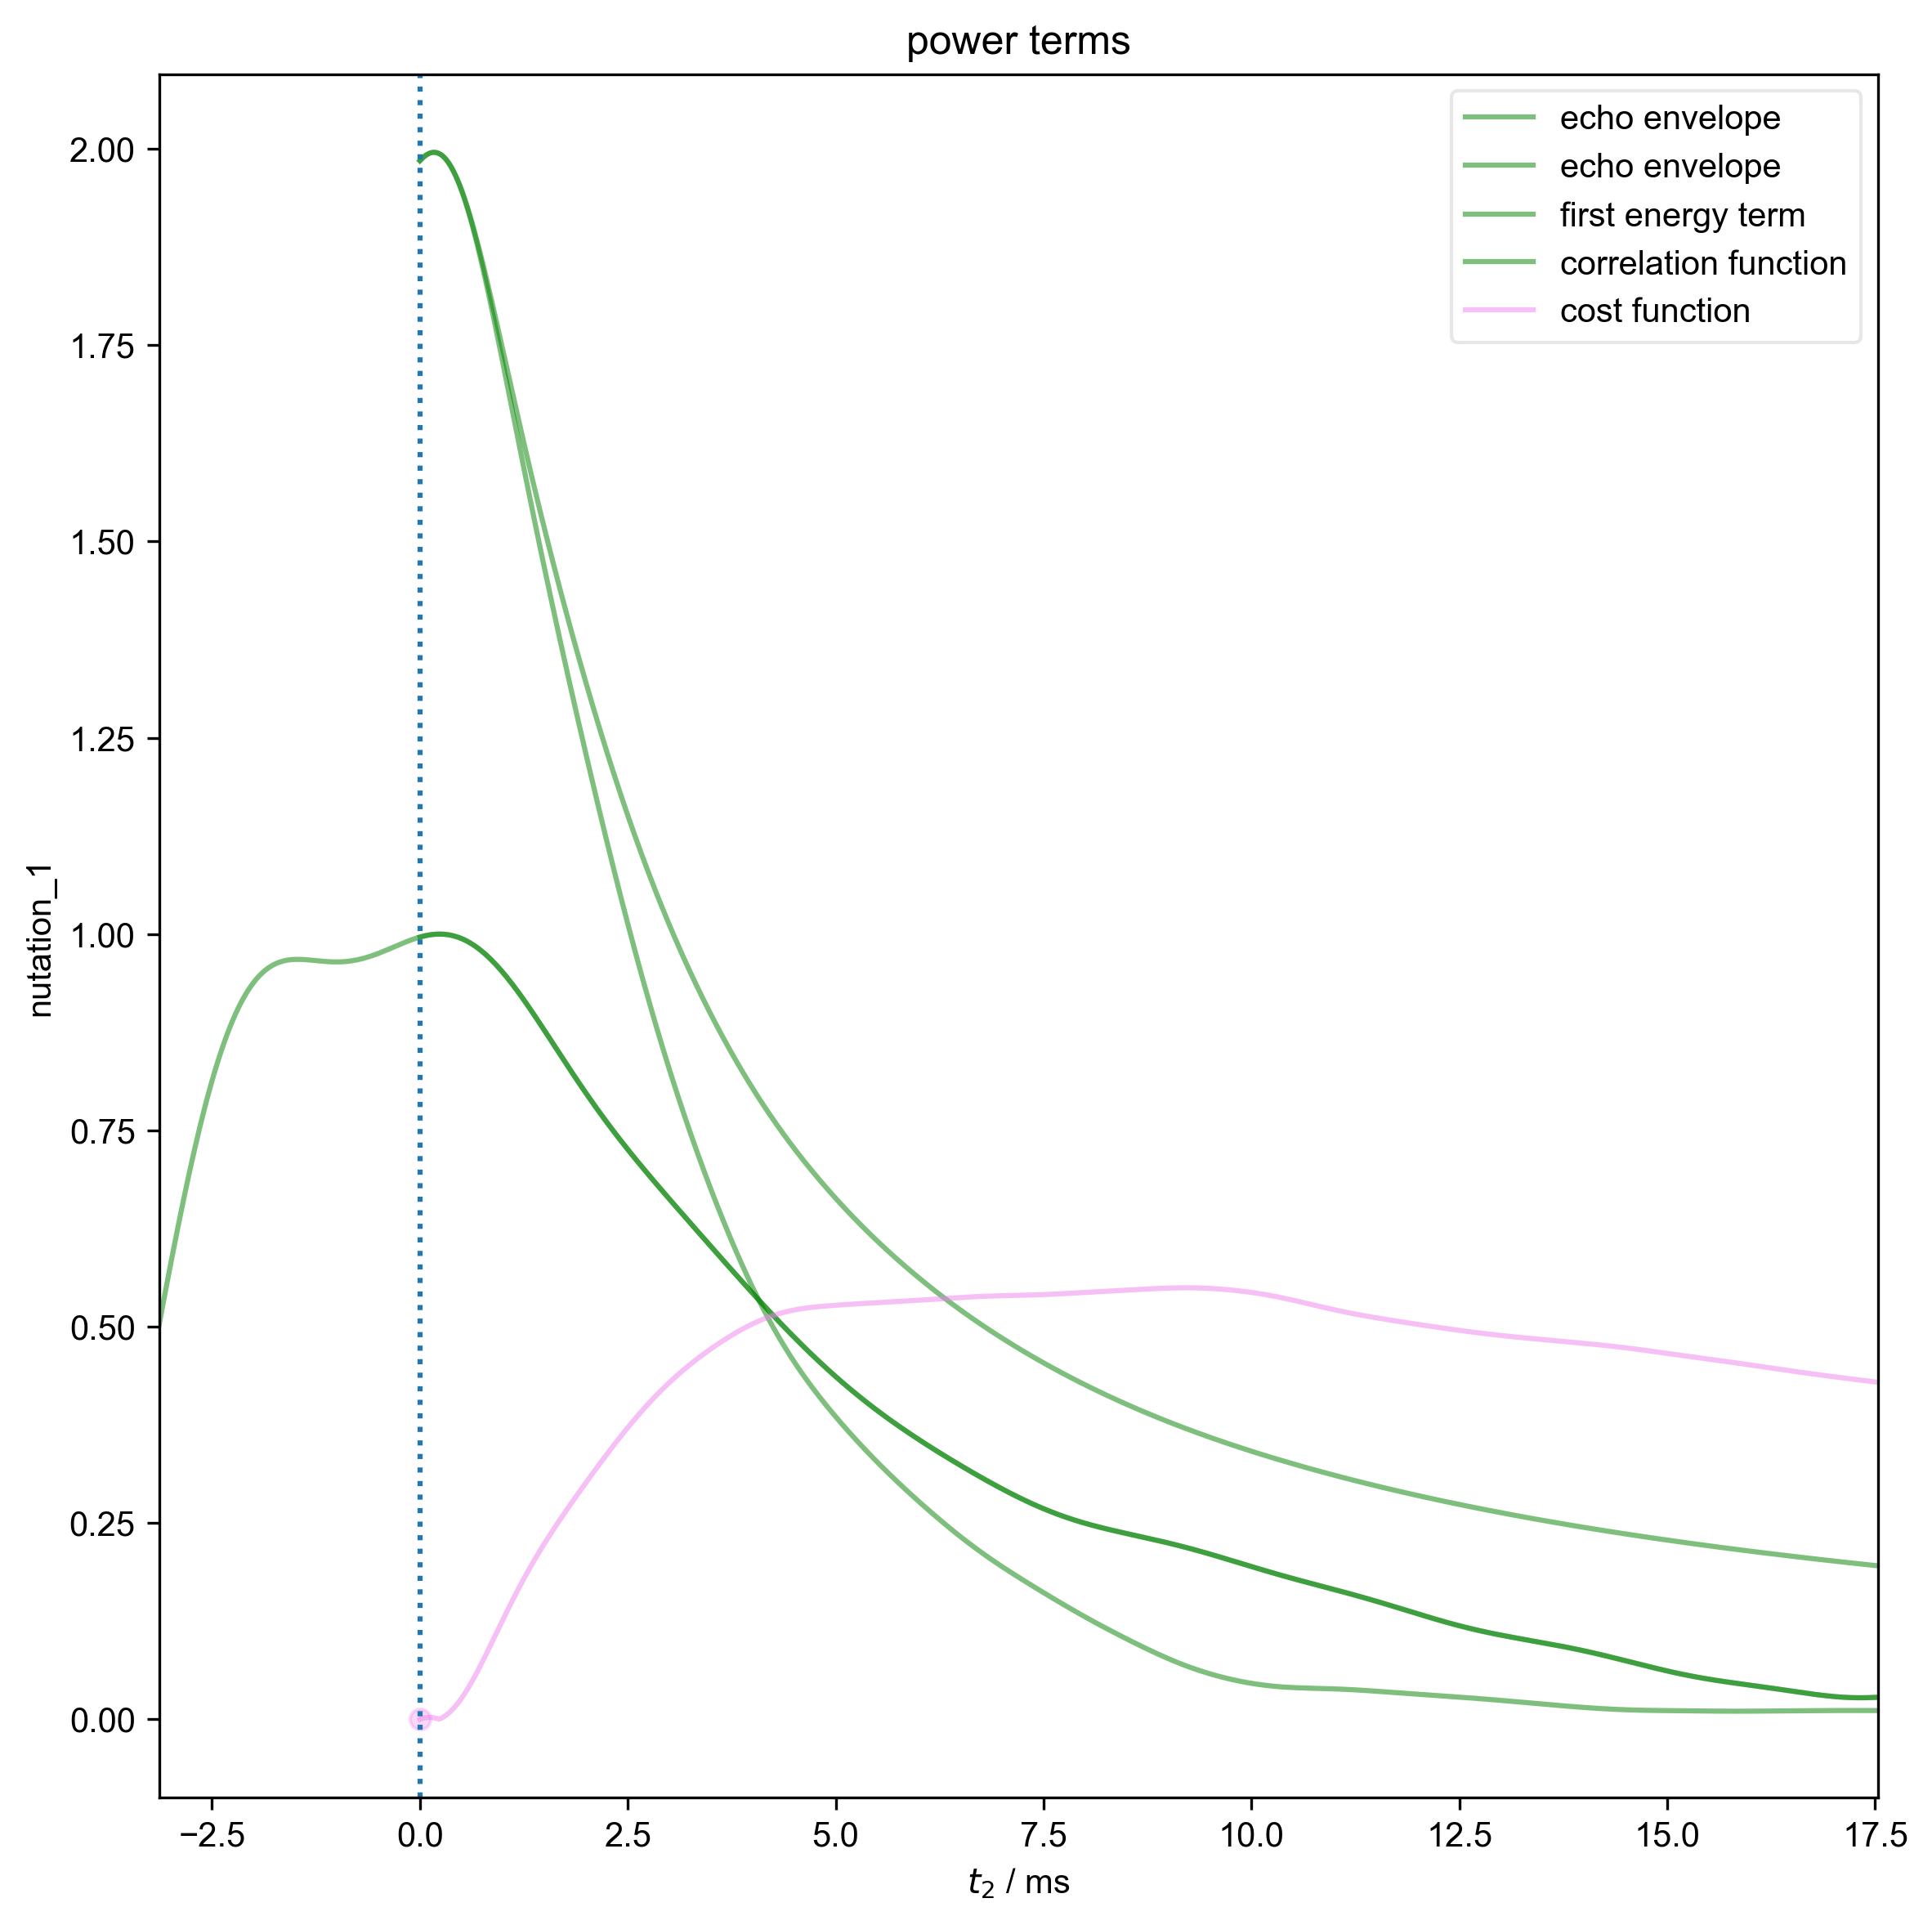 power terms
echo envelope
echo envelope
first energy term
correlation function
cost function
2.00
1.75
1.50
1.25
1.00
0.75
0.50
0.25
0.00
nutation_1
−2.5 0.0 2.5 5.0 7.5 10.0 12.5 15.0 17.5
t₂ / ms